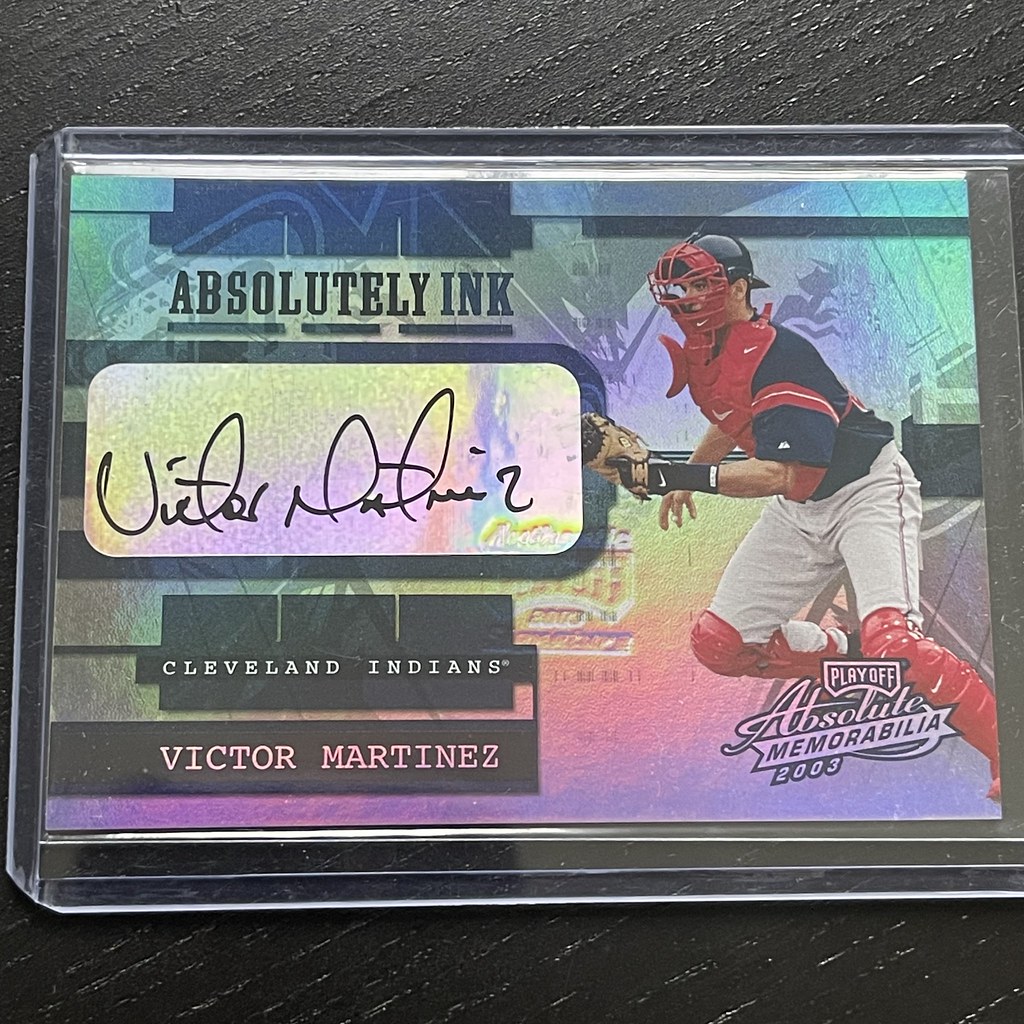 ABSOLUTELY INK
Victor Martinez
CLEVELAND INDIANS®
VICTOR MARTINEZ
PLAYOFF
Absolute
MEMORABILIA
2003